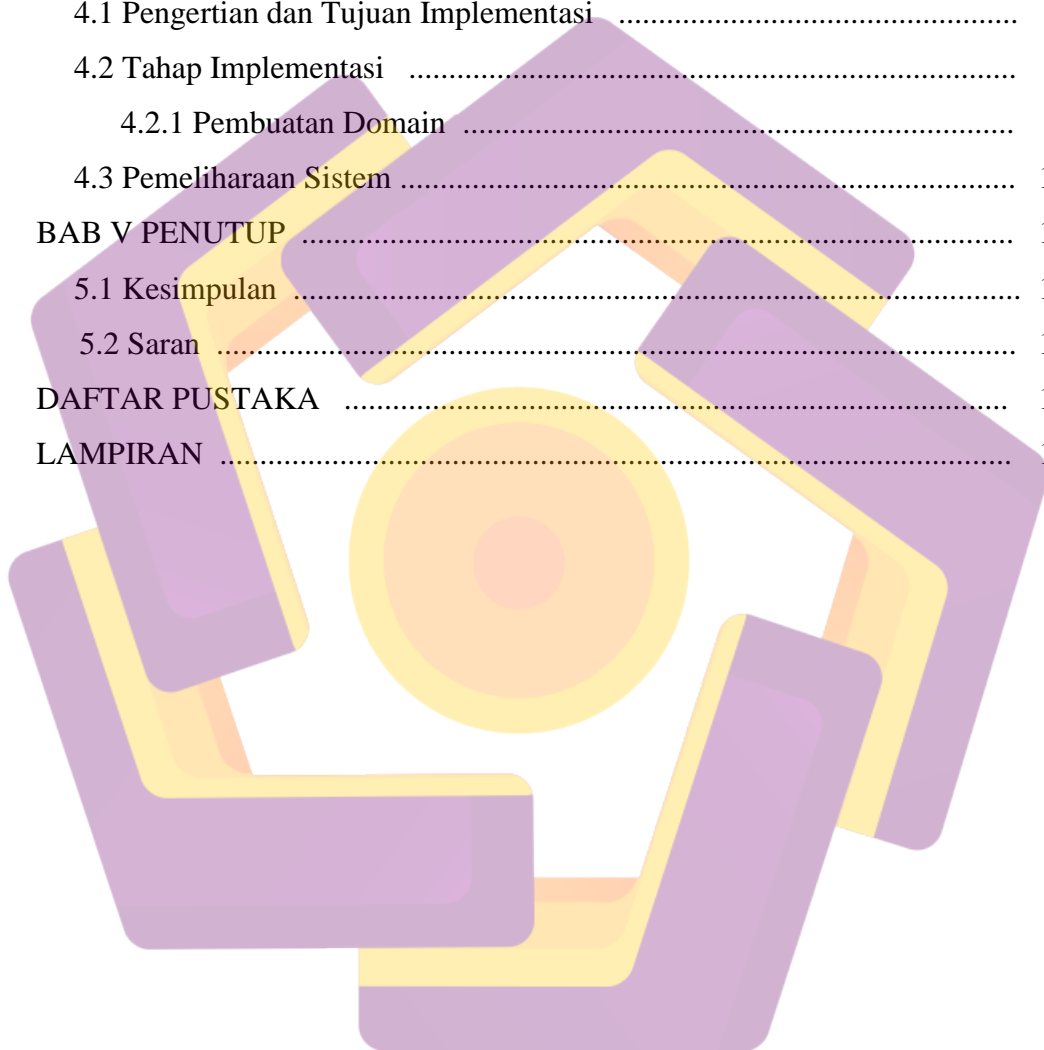 4.1 Pengertian dan Tujuan Implementasi ..................................................
4.2 Tahap Implementasi ............................................................................
4.2.1 Pembuatan Domain .....................................................................
4.3 Pemeliharaan Sistem .............................................................................
BAB V PENUTUP .........................................................................................
5.1 Kesimpulan ...........................................................................................
5.2 Saran ....................................................................................................
DAFTAR PUSTAKA ...................................................................................
LAMPIRAN ...................................................................................................